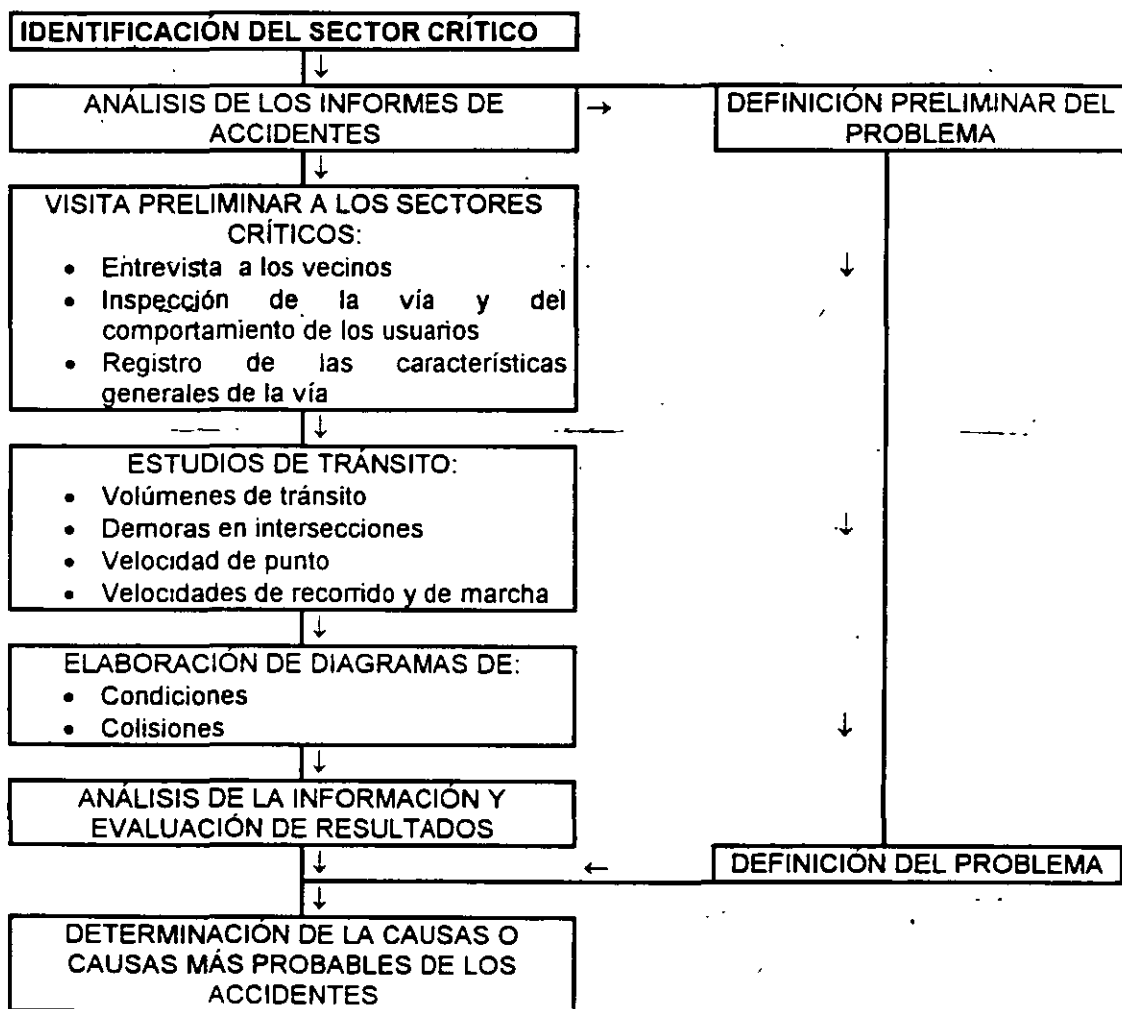 IDENTIFICACIÓN DEL SECTOR CRÍTICO
ANÁLISIS DE LOS INFORMES DE
ACCIDENTES
DEFINICIÓN PRELIMINAR DEL
PROBLEMA
VISITA PRELIMINAR A LOS SECTORES
CRÍTICOS:
• Entrevista a los vecinos
• Inspección de la vía y del
comportamiento de los usuarios
• Registro de las características
generales de la vía
ESTUDIOS DE TRÁNSITO:
• Volúmenes de tránsito
• Demoras en intersecciones
• Velocidad de punto
• Velocidades de recorrido y de marcha
ELABORACIÓN DE DIAGRAMAS DE:
• Condiciones
• Colisiones
ANÁLISIS DE LA INFORMACIÓN Y
EVALUACIÓN DE RESULTADOS
DEFINICIÓN DEL PROBLEMA
DETERMINACIÓN DE LA CAUSAS O
CAUSAS MÁS PROBABLES DE LOS
ACCIDENTES